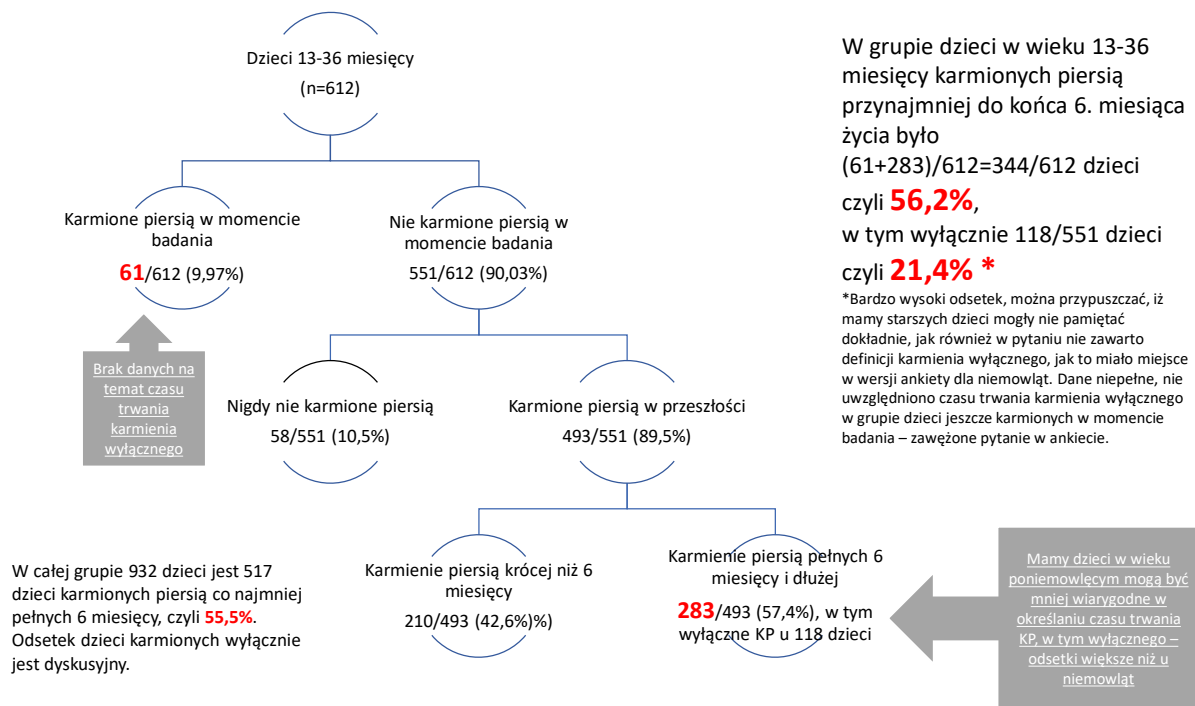 Dzieci 13-36 miesięcy
(n=612)
Karmione piersią w momencie
badania
61/612 (9,97%)
Nie karmione piersią w
momencie badania
551/612 (90,03%)
Brak danych na
temat czasu
trwania
karmienia
wyłącznego
Nigdy nie karmione piersią
58/551 (10,5%)
Karmione piersią w przeszłości
493/551 (89,5%)
Karmienie piersią krócej niż 6
miesięcy
210/493 (42,6%)%)
Karmienie piersią pełnych 6
miesięcy i dłużej
283/493 (57,4%), w tym
wyłączne KP u 118 dzieci
W grupie dzieci w wieku 13-36
miesięcy karmionych piersią
przynajmniej do końca 6. miesiąca
życia było
(61+283)/612=344/612 dzieci
czyli 56,2%,
w tym wyłącznie 118/551 dzieci
czyli 21,4% *
*Bardzo wysoki odsetek, można przypuszczać, iż
mamy starszych dzieci mogły nie pamiętać
dokładnie, jak również w pytaniu nie zawarto
definicji karmienia wyłącznego, jak to miało miejsce
w wersji ankiety dla niemowląt. Dane niepełne, nie
uwzględniono czasu trwania karmienia wyłącznego
w grupie dzieci jeszcze karmionych w momencie
badania – zawężone pytanie w ankiecie.
W całej grupie 932 dzieci jest 517
dzieci karmionych piersią co najmniej
pełnych 6 miesięcy, czyli 55,5%.
Odsetek dzieci karmionych wyłącznie
jest dyskusyjny.
Mamy dzieci w wieku
poniemowlęcym mogą być
mniej wiarygodne w
określaniu czasu trwania
KP, w tym wyłącznego –
odsetki większe niż u
niemowląt